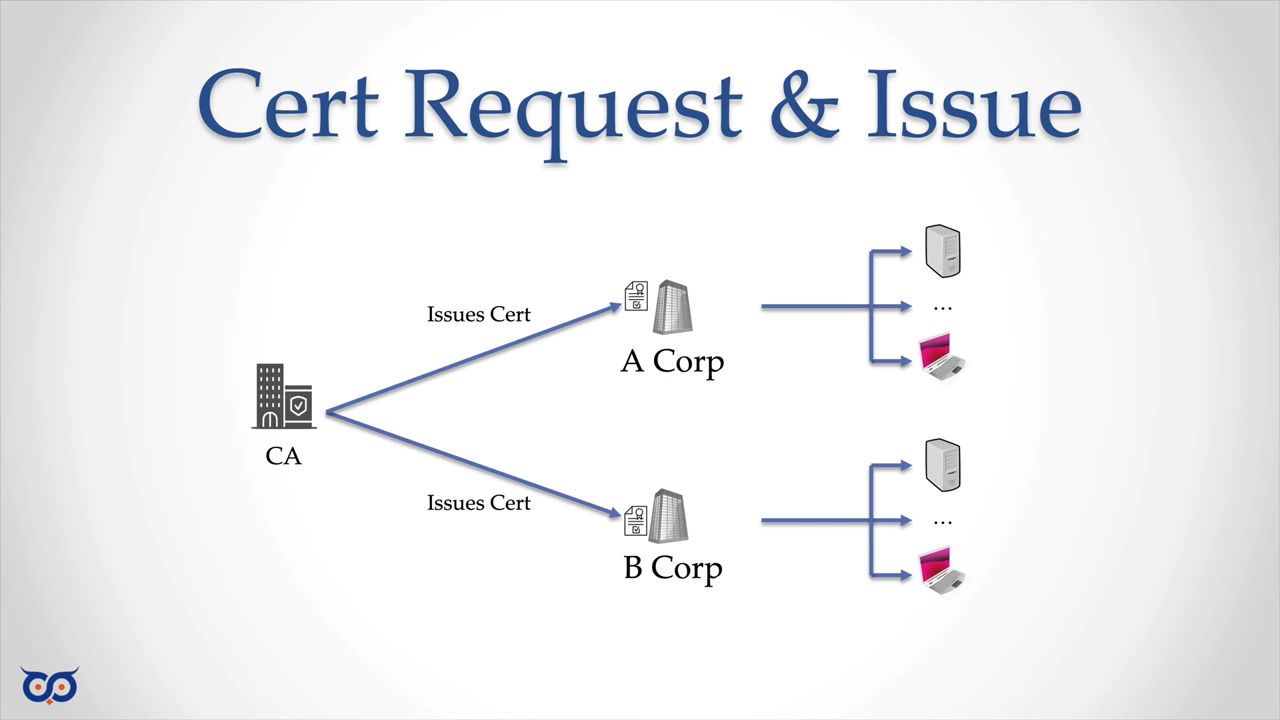 Cert Request & Issue
Issues Cert
A Corp
...
CA
Issues Cert
B Corp
...